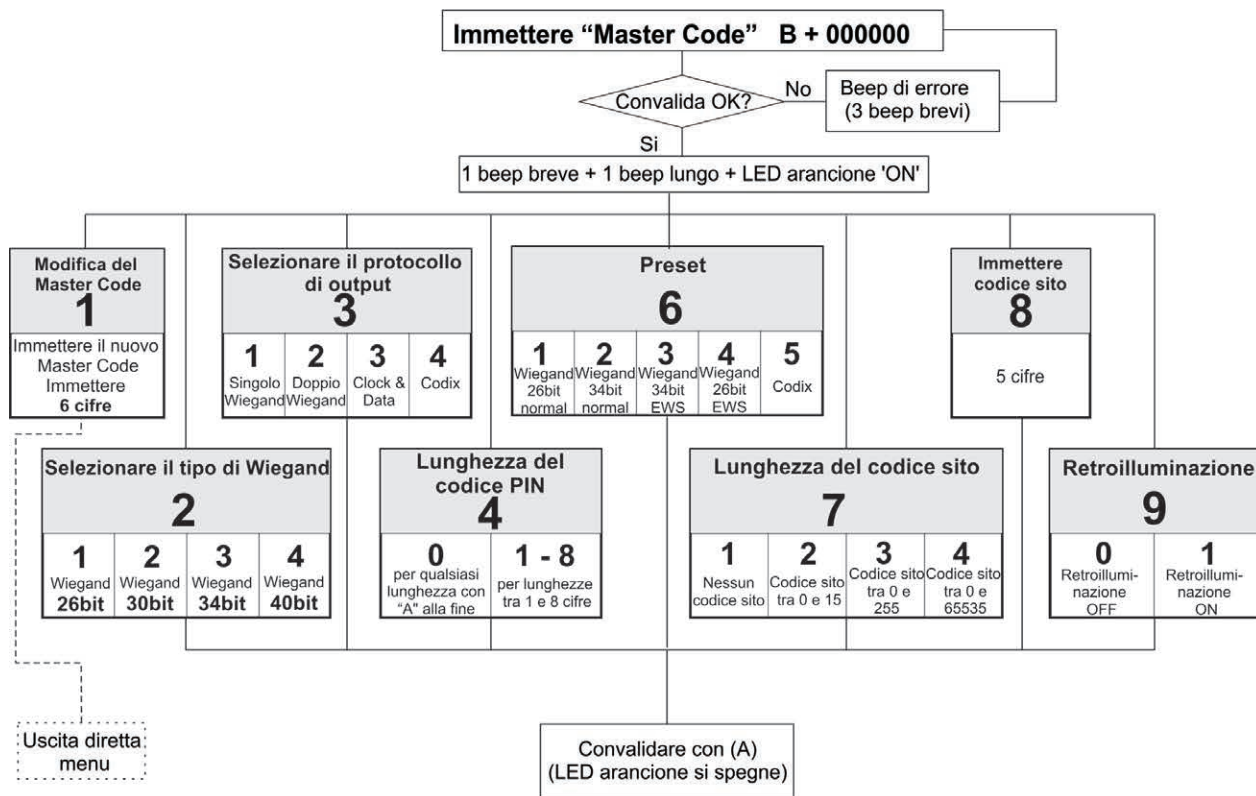 Immettere “Master Code” B + 000000
Convalida OK?
No
Beep di errore
(3 beep brevi)
Si
1 beep breve + 1 beep lungo + LED arancione 'ON'
Modifica del
Master Code
1
Immettere il nuovo
Master Code
Immettere
6 cifre
Selezionare il protocollo
di output
3
1
Singolo
Wiegand
2
Doppio
Wiegand
3
Clock &
Data
4
Codix
Preset
6
1
Wiegand
26bit
normal
2
Wiegand
34bit
normal
3
Wiegand
34bit
EWS
4
Wiegand
26bit
EWS
5
Codix
Immettere
codice sito
8
5 cifre
Selezionare il tipo di Wiegand
2
1
Wiegand
26bit
2
Wiegand
30bit
3
Wiegand
34bit
4
Wiegand
40bit
Lunghezza del
codice PIN
4
0
per qualsiasi
lunghezza con
“A” alla fine
1 - 8
per lunghezze
tra 1 e 8 cifre
Lunghezza del codice sito
7
1
Nessun
codice sito
2
Codice sito
tra 0 e 15
3
Codice sito
tra 0 e
255
4
Codice sito
tra 0 e
65535
Retroilluminazione
9
0
Retroillumi-
nazione
OFF
1
Retroillumi-
nazione
ON
Uscita diretta
menu
Convalidare con (A)
(LED arancione si spegne)